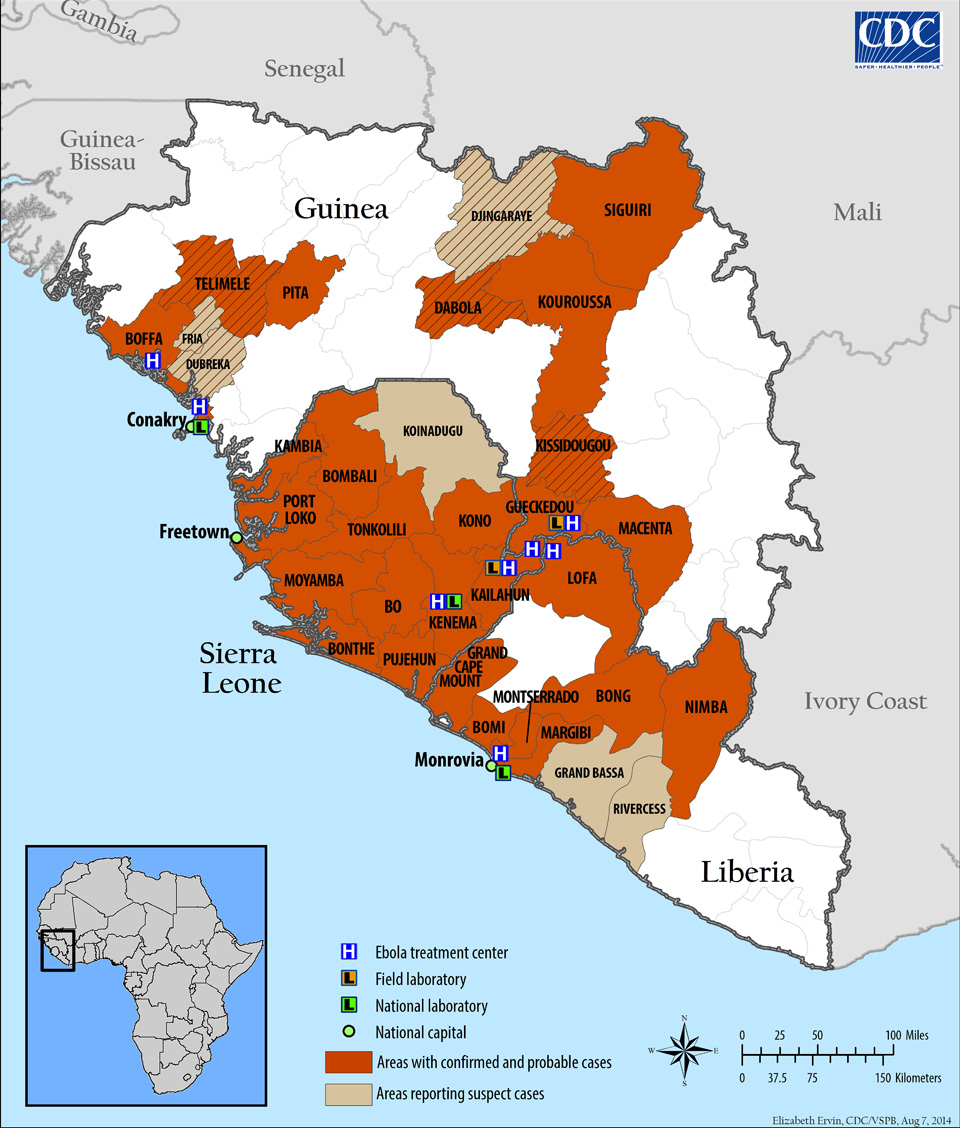 Gambia
Senegal
CDC
SAFER • HEALTHIER • PEOPLE™
Guinea-
Bissau
Guinea
Mali
DJINGARAYE
SIGUIRI
TELIMELE
PITA
DABOLA
KOUROUSSA
BOFFA
FRIA
DUBREKA
H
H
Conakry
L
KOINADUGU
KAMBIA
KISSIDOUGOU
BOMBALI
PORT
LOKO
KONO
GUECKEDOU
L H
MACENTA
TONKOLILI
Freetown
H H
L H
LOFA
MOYAMBA
KAILAHUN
BO
H L
KENEMA
Sierra
Leone
BONTHE
PUJEHUN
GRAND
CAPE
MOUNT
MONTSERRADO
BONG
NIMBA
Ivory Coast
BOMI
MARGIBI
Monrovia
H
L
GRAND BASSA
RIVERCESS
Liberia
H Ebola treatment center
L Field laboratory
L National laboratory
National capital
Areas with confirmed and probable cases
Areas reporting suspect cases
N
W E
S
0 25 50 100 Miles
0 37.5 75 150 Kilometers
Elizabeth Ervin, CDC/VSPB, Aug 7, 2014